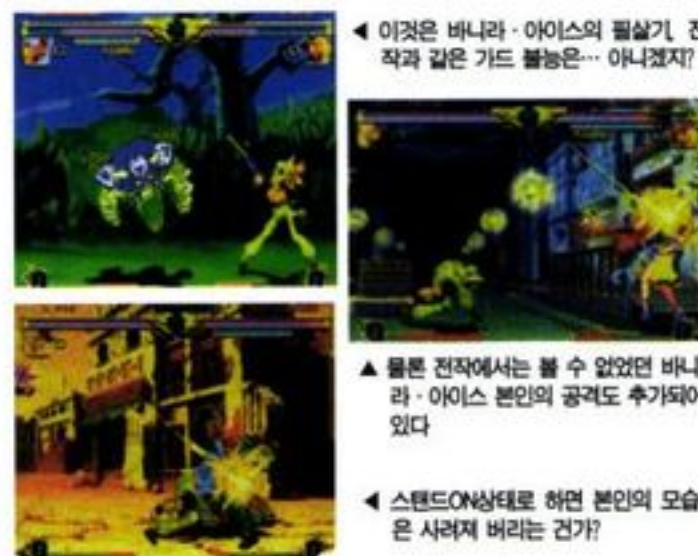 ◀ 이것은 바니라 · 아이스의 필살기, 전
작과 같은 가드 불능은… 아니겠지?
▲ 물론 전작에서는 볼 수 없었던 바니
라 · 아이스 본인의 공격도 추가되어
있다
◀ 스탠드ON상태로 하면 본인의 모습
은 사려져 버리는 건가?